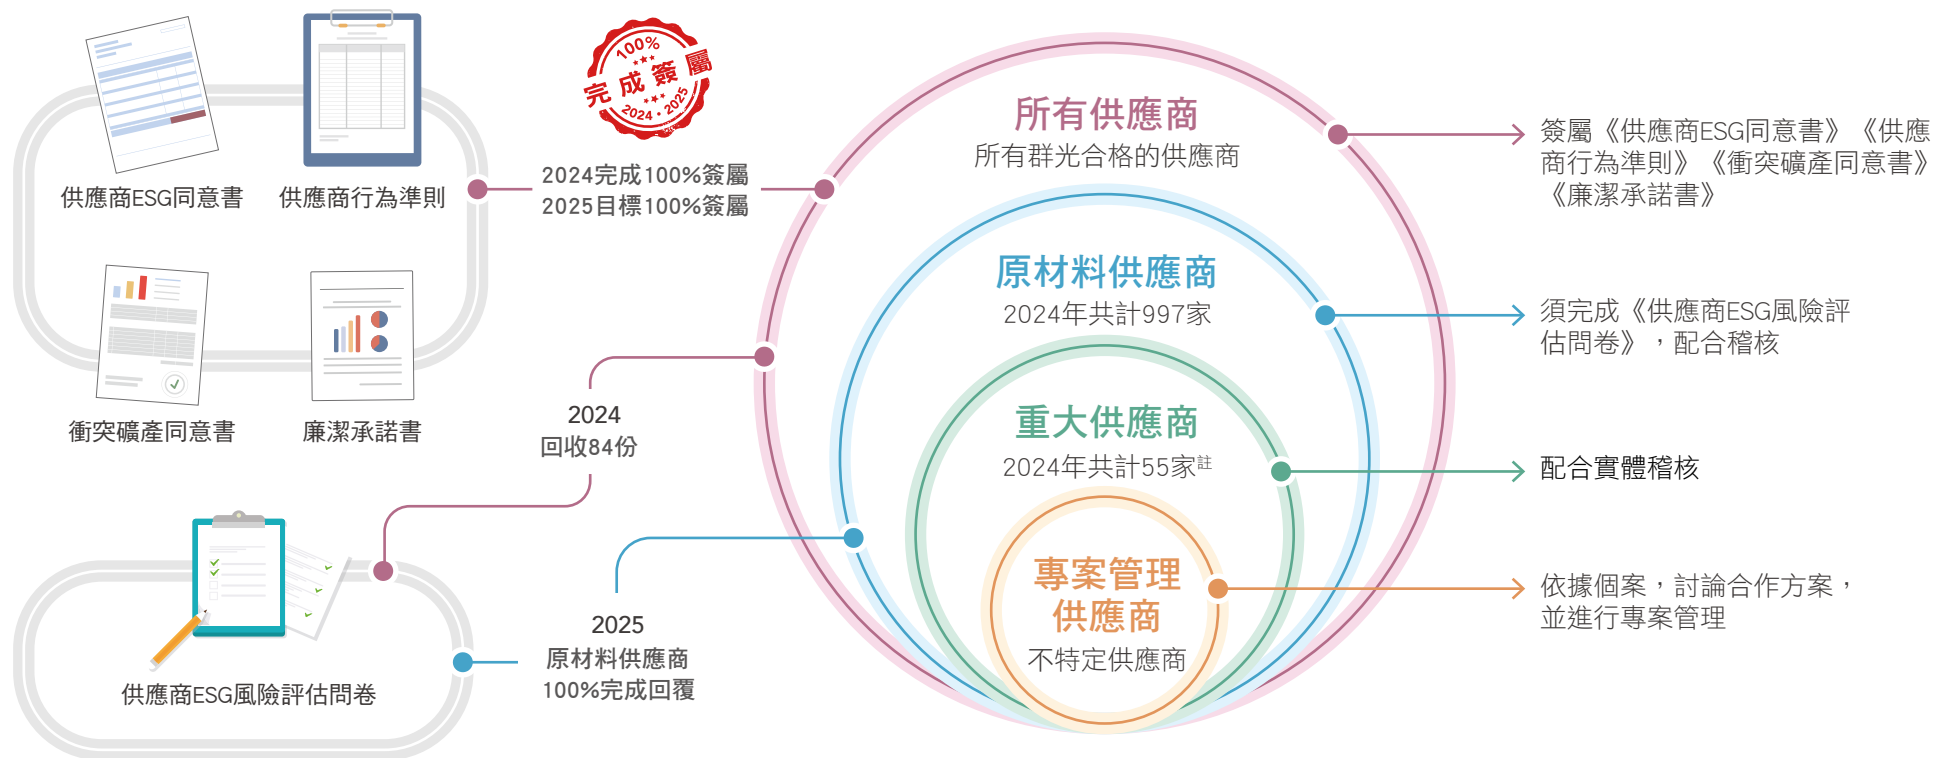 供應商ESG同意書
供應商行為準則
衝突礦產同意書
廉潔承諾書
100%
完成簽屬
2024・2025
2024完成100%簽屬
2025目標100%簽屬
2024
回收84份
供應商ESG風險評估問卷
2025
原材料供應商
100%完成回覆
所有供應商
所有群光合格的供應商
原材料供應商
2024年共計997家
重大供應商
2024年共計55家註
專案管理
供應商
不特定供應商
簽屬《供應商ESG同意書》《供應
商行為準則》《衝突礦產同意書》
《廉潔承諾書》
須完成《供應商ESG風險評
估問卷》，配合稽核
配合實體稽核
依據個案，討論合作方案，
並進行專案管理